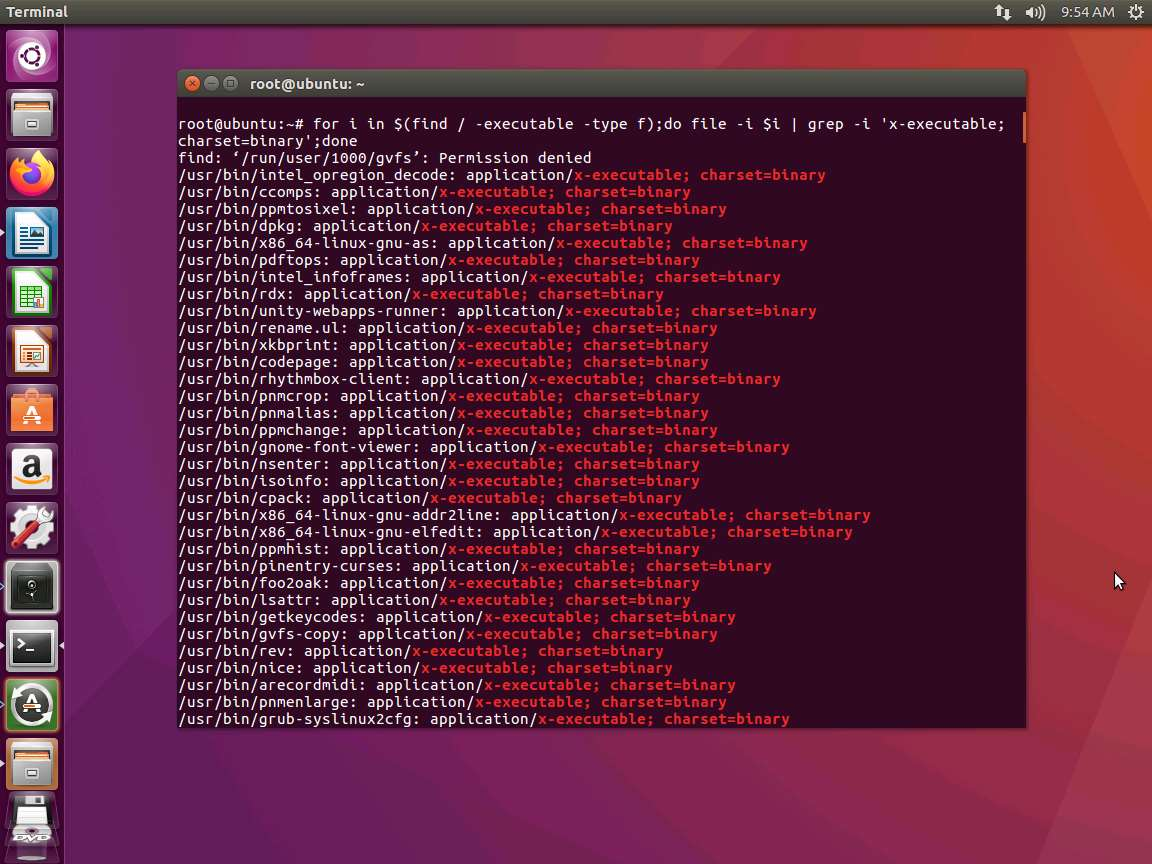 Terminal
9:54 AM
root@ubuntu: ~
root@ubuntu:~# for i in $(find / -executable -type f);do file -i $i | grep -i 'x-executable;
charset=binary';done
find: ‘/run/user/1000/gvfs’: Permission denied
/usr/bin/intel_opregion_decode: application/x-executable; charset=binary
/usr/bin/ccomps: application/x-executable; charset=binary
/usr/bin/ppmtosixel: application/x-executable; charset=binary
/usr/bin/dpkg: application/x-executable; charset=binary
/usr/bin/x86_64-linux-gnu-as: application/x-executable; charset=binary
/usr/bin/pdftops: application/x-executable; charset=binary
/usr/bin/intel_infoframes: application/x-executable; charset=binary
/usr/bin/rdx: application/x-executable; charset=binary
/usr/bin/unity-webapps-runner: application/x-executable; charset=binary
/usr/bin/rename.ul: application/x-executable; charset=binary
/usr/bin/xkbprint: application/x-executable; charset=binary
/usr/bin/codepage: application/x-executable; charset=binary
/usr/bin/rhythmbox-client: application/x-executable; charset=binary
/usr/bin/pnmcrop: application/x-executable; charset=binary
/usr/bin/pnmalias: application/x-executable; charset=binary
/usr/bin/ppmchange: application/x-executable; charset=binary
/usr/bin/gnome-font-viewer: application/x-executable; charset=binary
/usr/bin/nsenter: application/x-executable; charset=binary
/usr/bin/isoinfo: application/x-executable; charset=binary
/usr/bin/cpack: application/x-executable; charset=binary
/usr/bin/x86_64-linux-gnu-addr2line: application/x-executable; charset=binary
/usr/bin/x86_64-linux-gnu-elfedit: application/x-executable; charset=binary
/usr/bin/ppmhist: application/x-executable; charset=binary
/usr/bin/pinentry-curses: application/x-executable; charset=binary
/usr/bin/foo2oak: application/x-executable; charset=binary
/usr/bin/lsattr: application/x-executable; charset=binary
/usr/bin/getkeycodes: application/x-executable; charset=binary
/usr/bin/gvfs-copy: application/x-executable; charset=binary
/usr/bin/rev: application/x-executable; charset=binary
/usr/bin/nice: application/x-executable; charset=binary
/usr/bin/arecordmidi: application/x-executable; charset=binary
/usr/bin/pnmenlarge: application/x-executable; charset=binary
/usr/bin/grub-syslinux2cfg: application/x-executable; charset=binary
A
a
>_
A
DVD